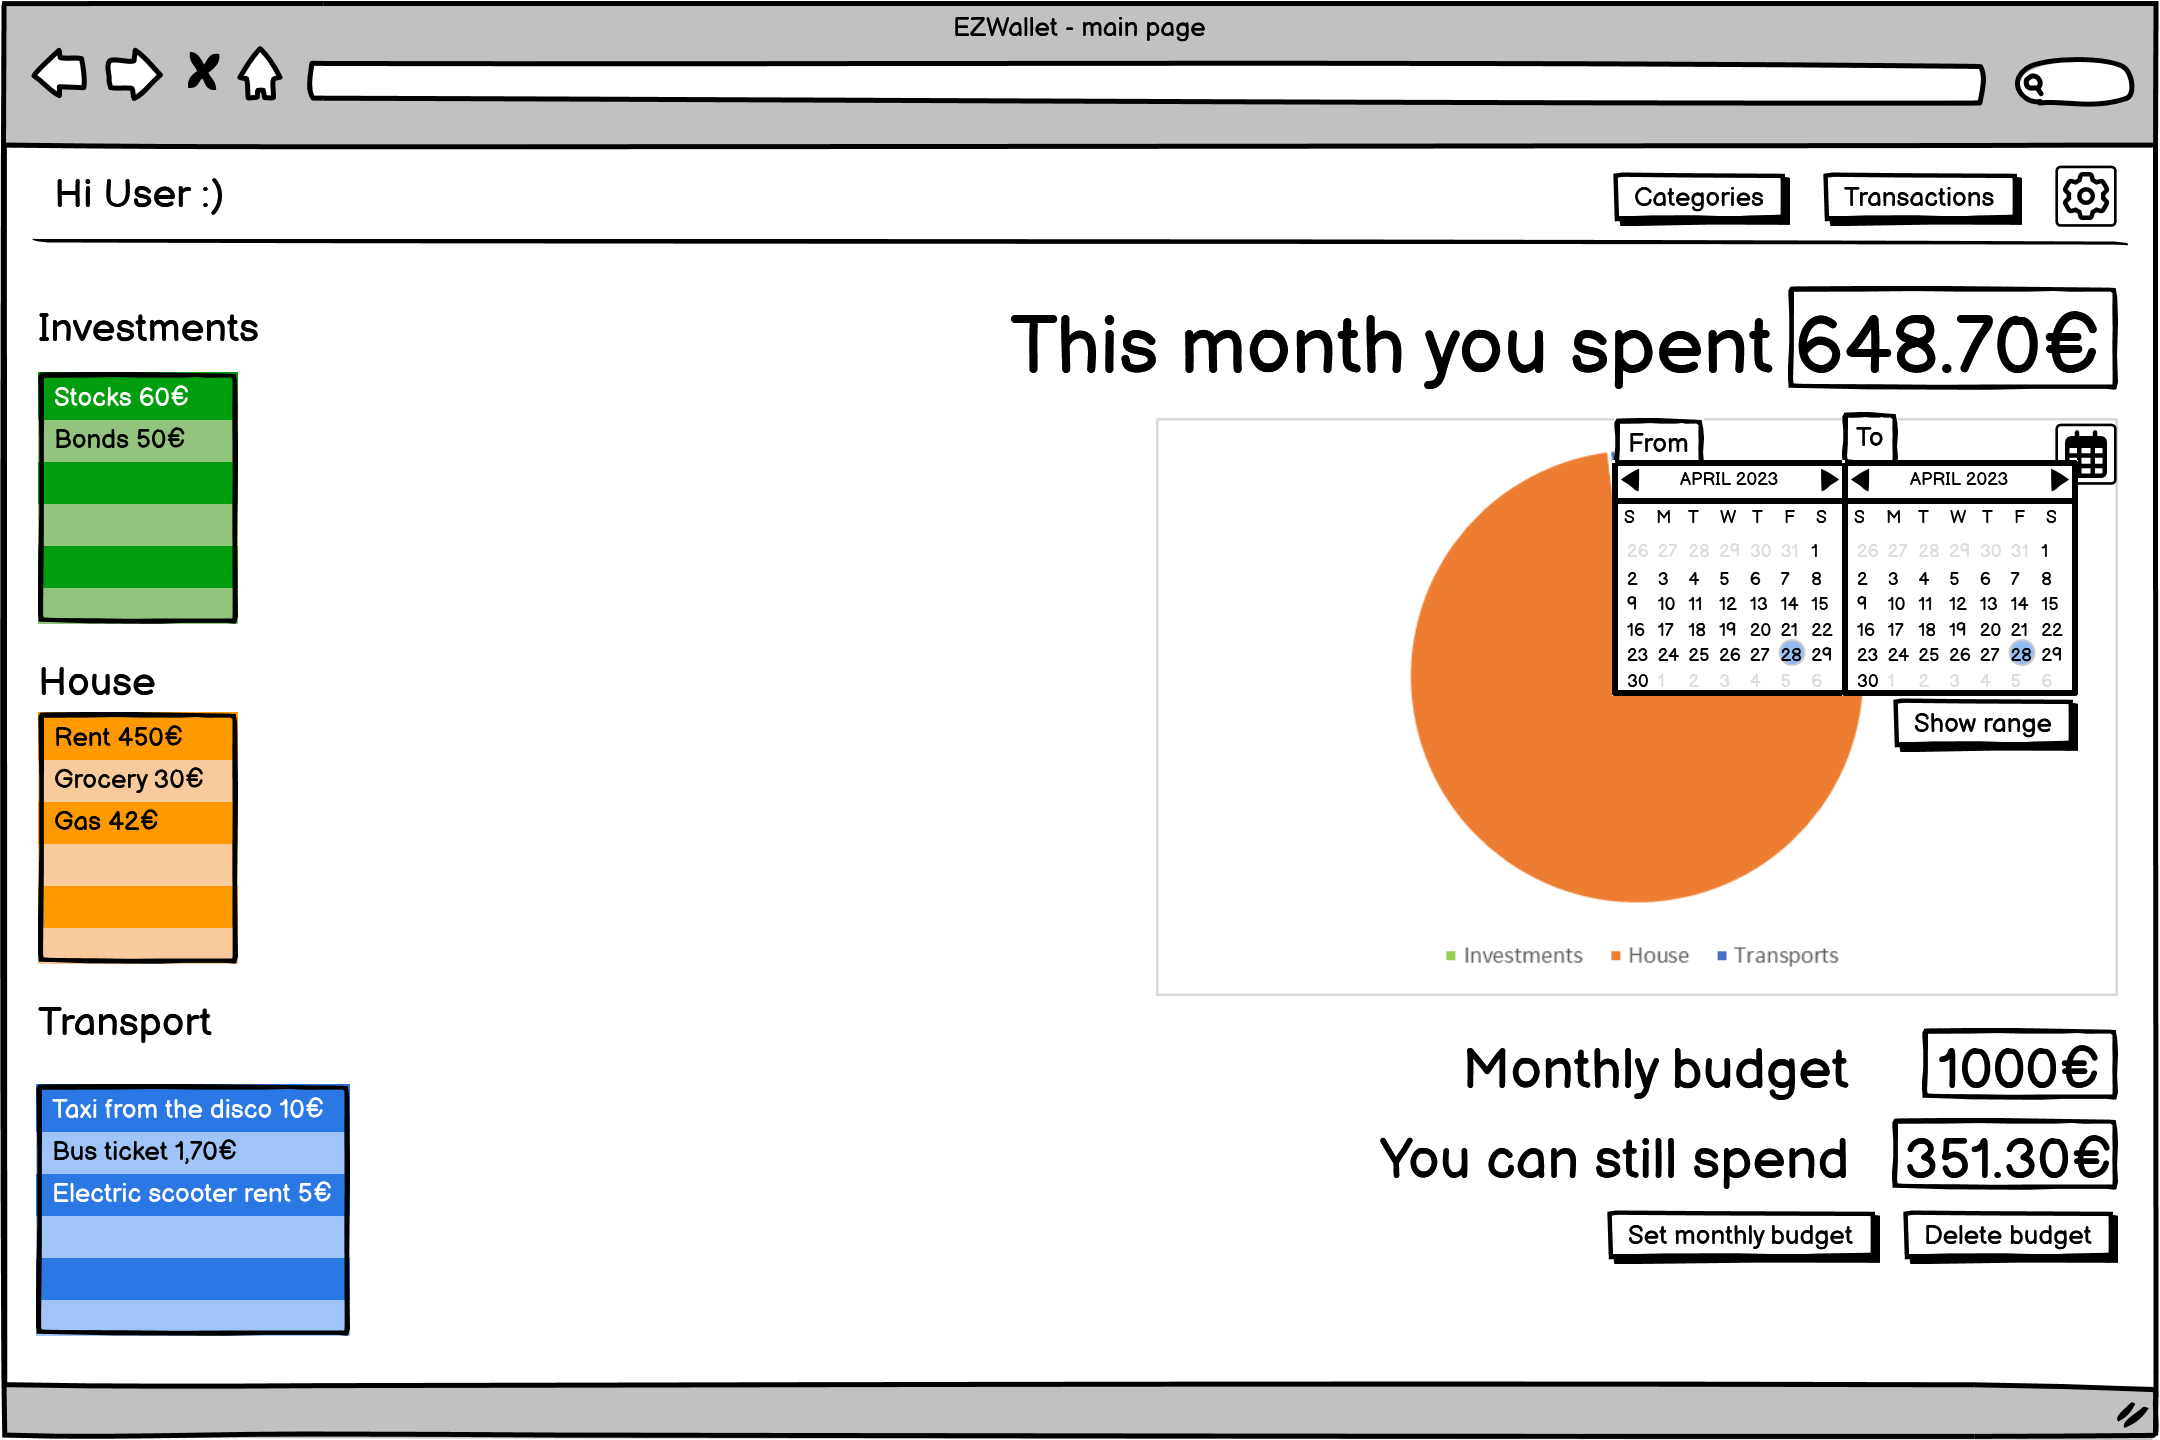 EZWallet - main page
Hi User :)
Categories
Transactions
Investments
Stocks 60€
Bonds 50€
House
Rent 450€
Grocery 30€
Gas 42€
Transport
Taxi from the disco 10€
Bus ticket 1,70€
Electric scooter rent 5€
This month you spent 648.70€
From
APRIL 2023
S M T W T F S
26 27 28 29 30 31 1
2 3 4 5 6 7 8
9 10 11 12 13 14 15
16 17 18 19 20 21 22
23 24 25 26 27 28 29
30 1 2 3 4 5 6
To
APRIL 2023
S M T W T F S
26 27 28 29 30 31 1
2 3 4 5 6 7 8
9 10 11 12 13 14 15
16 17 18 19 20 21 22
23 24 25 26 27 28 29
30 1 2 3 4 5 6
Show range
Investments House Transports
Monthly budget 1000€
You can still spend 351.30€
Set monthly budget
Delete budget